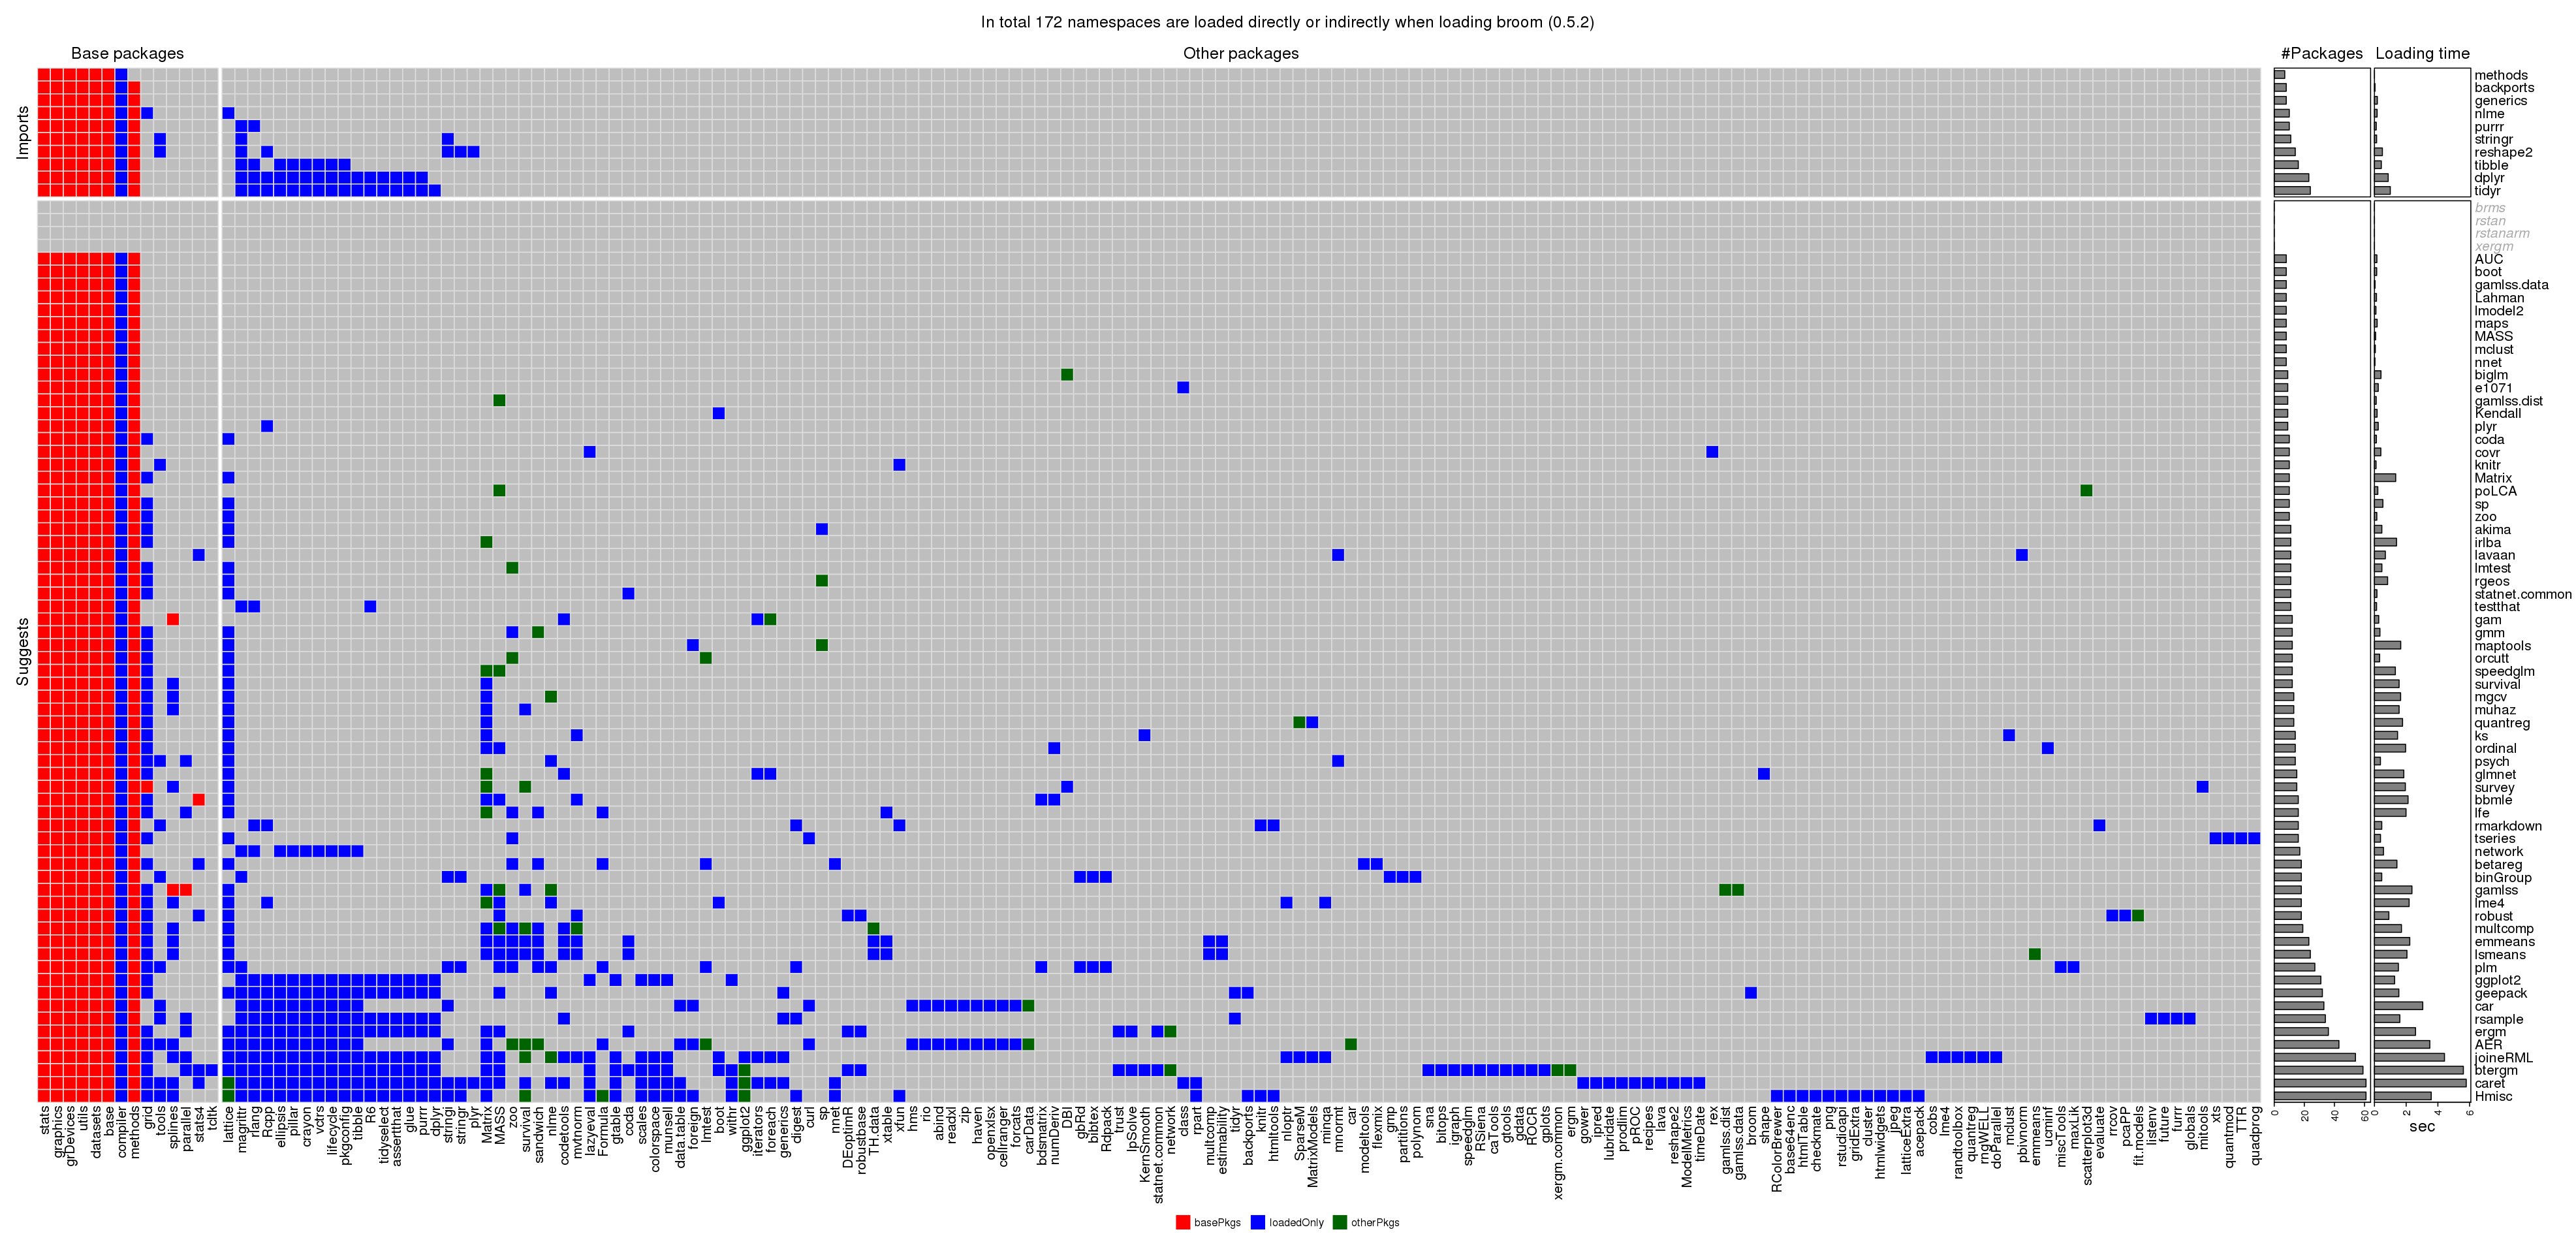 In total 172 namespaces are loaded directly or indirectly when loading broom (0.5.2)
Base packages
Other packages
#Packages
Loading time
Imports
methods
backports
generics
nlme
purrr
stringr
reshape2
tibble
dplyr
tidyr
Suggests
brms
rstan
rstanarm
xergm
AUC
boot
gamlss.data
Lahman
lmodel2
maps
MASS
mclust
nnet
biglm
e1071
gamlss.dist
Kendall
plyr
coda
covr
knitr
Matrix
poLCA
sp
zoo
akima
irlba
lavaan
lmtest
rgeos
statnet.common
testthat
gam
gmm
maptools
orcutt
speedglm
survival
mgcv
muhaz
quantreg
ks
ordinal
psych
glmnet
survey
bbmle
lfe
rmarkdown
tseries
network
betareg
binGroup
gamlss
lme4
robust
multcomp
emmeans
lsmeans
plm
ggplot2
geepack
car
rsample
ergm
AER
joineRML
btergm
caret
Hmisc
stats
graphics
grDevices
utils
datasets
base
compiler
methods
grid
tools
splines
parallel
stats4
tcltk
lattice
magrittr
rlang
Rcpp
ellipsis
pillar
crayon
vctrs
lifecycle
pkgconfig
tibble
R6
tidyselect
assertthat
glue
purrr
dplyr
stringi
stringr
plyr
Matrix
MASS
zoo
survival
sandwich
nlme
codetools
mvtnorm
lazyeval
Formula
gtable
coda
scales
colorspace
munsell
data.table
foreign
lmtest
boot
withr
ggplot2
iterators
foreach
generics
digest
curl
sp
nnet
DEoptimR
robustbase
TH.data
xtable
xfun
hms
rio
abind
readxl
zip
haven
openxlsx
cellranger
forcats
carData
bdsmatrix
numDeriv
DBI
gbRd
bibtex
Rdpack
trust
lpSolve
KernSmooth
statnet.common
network
class
rpart
multcomp
estimability
tidyr
backports
knitr
htmltools
nloptr
SparseM
MatrixModels
minqa
mnormt
car
modeltools
flexmix
gmp
partitions
polynom
sna
bitops
igraph
speedglm
RSiena
caTools
gtools
gdata
ROCR
gplots
xergm.common
ergm
gower
ipred
lubridate
prodlim
pROC
recipes
lava
reshape2
ModelMetrics
timeDate
rex
gamlss.dist
gamlss.data
broom
shape
RColorBrewer
base64enc
htmlTable
checkmate
png
rstudioapi
gridExtra
cluster
htmlwidgets
jpeg
latticeExtra
acepack
cobs
lme4
randtoolbox
quantreg
rngWELL
doParallel
mclust
pbivnorm
emmeans
ucminf
miscTools
maxLik
scatterplot3d
evaluate
rrcov
pcaPP
fit.models
listenv
future
furrr
globals
mitools
xts
quantmod
TTR
quadprog
0
20
40
60
0
2
4
6
sec
basePkgs
loadedOnly
otherPkgs